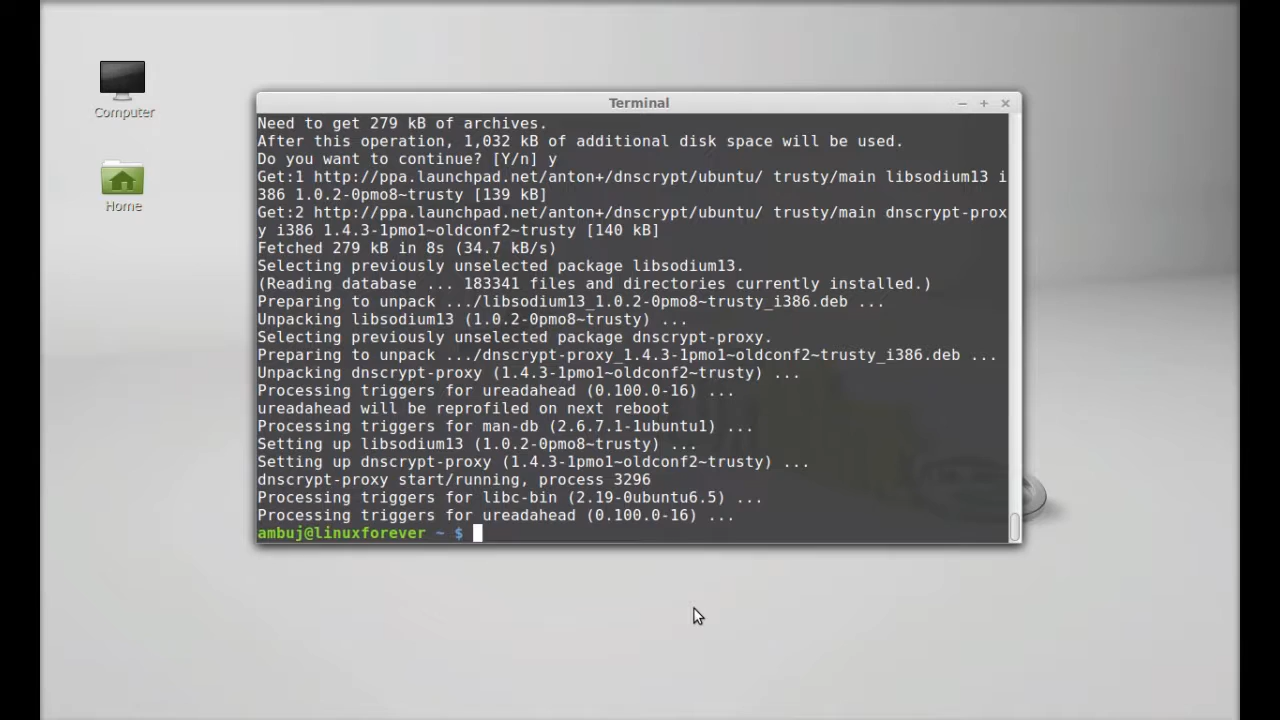 Computer
Home
Terminal
Need to get 279 kB of archives.
After this operation, 1,032 kB of additional disk space will be used.
Do you want to continue? [Y/n] y
Get:1 http://ppa.launchpad.net/anton+/dnscrypt/ubuntu/ trusty/main libsodium13 i
386 1.0.2-0pmo8~trusty [139 kB]
Get:2 http://ppa.launchpad.net/anton+/dnscrypt/ubuntu/ trusty/main dnscrypt-prox
y i386 1.4.3-1pmo1~oldconf2~trusty [140 kB]
Fetched 279 kB in 8s (34.7 kB/s)
Selecting previously unselected package libsodium13.
(Reading database ... 183341 files and directories currently installed.)
Preparing to unpack .../libsodium13_1.0.2-0pmo8~trusty_i386.deb ...
Unpacking libsodium13 (1.0.2-0pmo8~trusty) ...
Selecting previously unselected package dnscrypt-proxy.
Preparing to unpack .../dnscrypt-proxy_1.4.3-1pmo1~oldconf2~trusty_i386.deb ...
Unpacking dnscrypt-proxy (1.4.3-1pmo1~oldconf2~trusty) ...
Processing triggers for ureadahead (0.100.0-16) ...
ureadahead will be reprofiled on next reboot
Processing triggers for man-db (2.6.7.1-1ubuntu1) ...
Setting up libsodium13 (1.0.2-0pmo8~trusty) ...
Setting up dnscrypt-proxy (1.4.3-1pmo1~oldconf2~trusty) ...
dnscrypt-proxy start/running, process 3296
Processing triggers for libc-bin (2.19-0ubuntu6.5) ...
Processing triggers for ureadahead (0.100.0-16) ...
ambuj@linuxforever ~ $